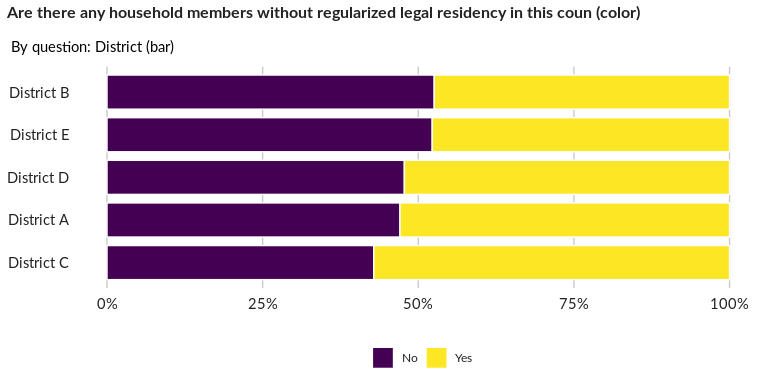 Are there any household members without regularized legal residency in this coun (color)
By question: District (bar)
District B
District E
District D
District A
District C
0% 25% 50% 75% 100%
No Yes